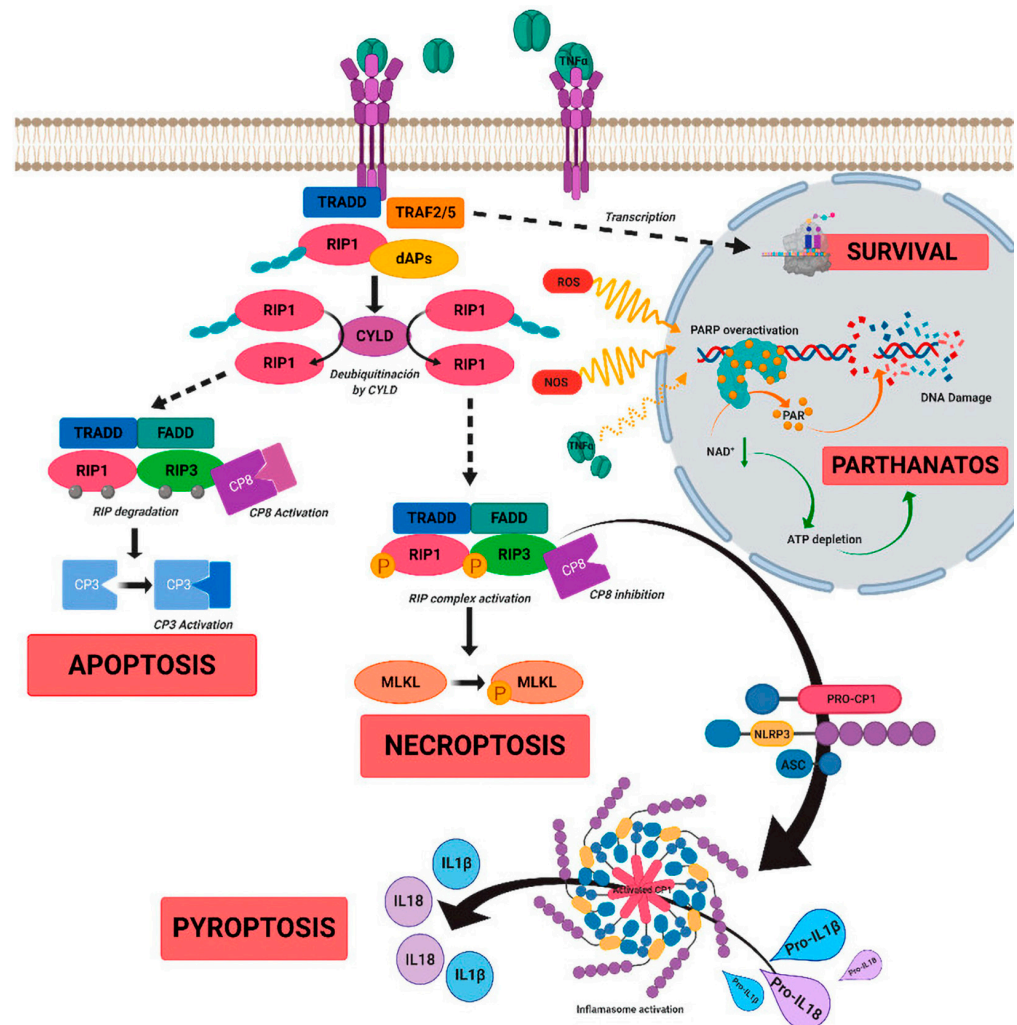 TNFα
TRADD
TRAF2/5
Transcription
SURVIVAL
RIP1
dAPs
ROS
RIP1
RIP1
CYLD
PARP overactivation
RIP1
RIP1
Deubiquitinación
by CYLD
NOS
DNA Damage
PAR
TRADD
FADD
TNFα
NAD+
PARTHANATOS
RIP1
RIP3
CP8
RIP degradation
CP8 Activation
TRADD
FADD
ATP depletion
P
RIP1
P
RIP3
CP8
CP3
CP3
RIP complex activation
CP8 inhibition
CP3 Activation
APOPTOSIS
MLKL
P
MLKL
PRO-CP1
NECROPTOSIS
NLRP3
ASC
IL1β
Activated CP1
IL18
PYROPTOSIS
Pro-IL1β
IL18
IL1β
Pro-IL18
Pro-IL1β
Pro-IL18
Inflamasome activation